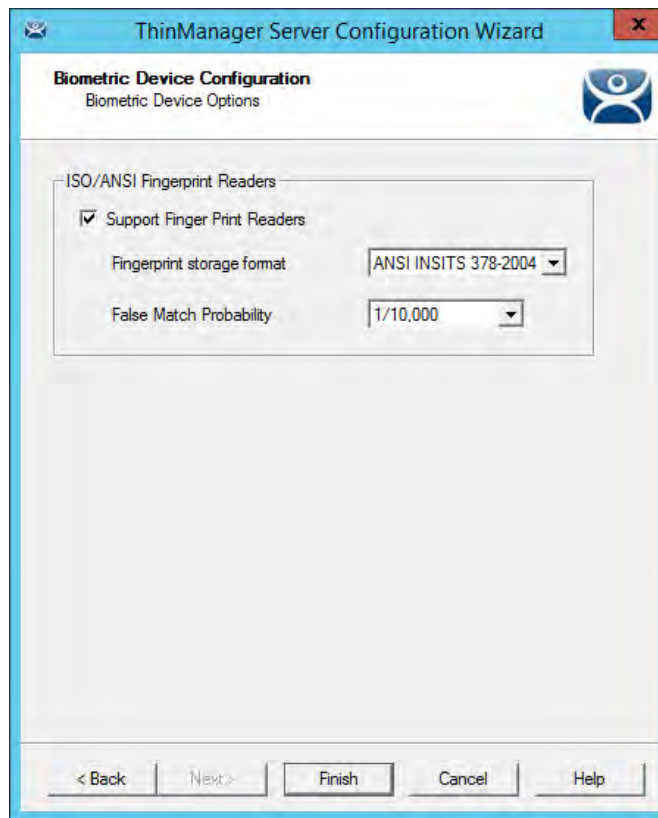 ThinManager Server Configuration Wizard
x
Biometric Device Configuration
Biometric Device Options
ISO/ANSI Fingerprint Readers
Support Finger Print Readers
Fingerprint storage format ANSI INSITS 378-2004
False Match Probability 1/10,000
< Back Next > Finish Cancel Help